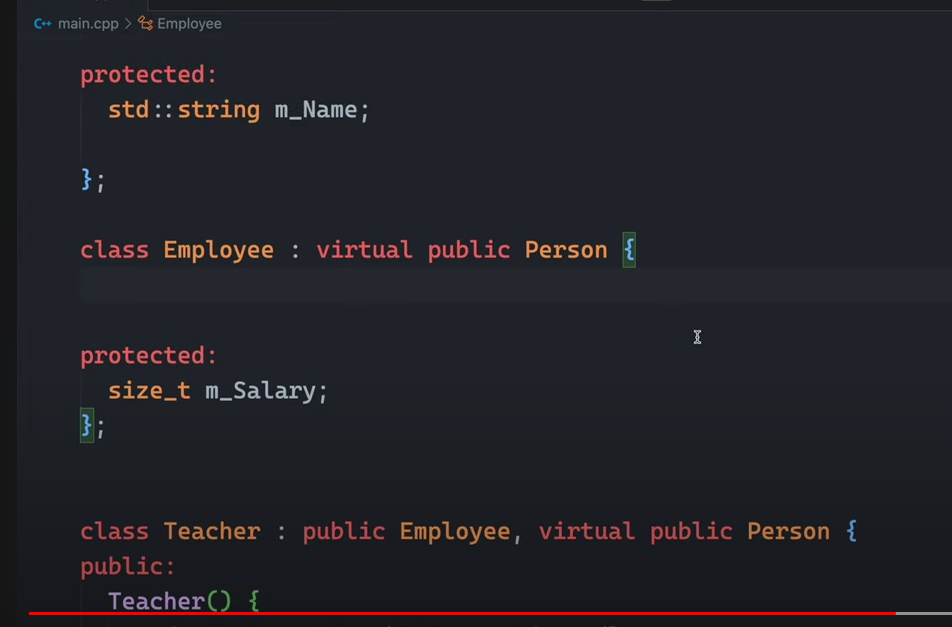 main.cpp > Employee
protected:
std::string m_Name;
};
class Employee : virtual public Person {
protected:
size_t m_Salary;
};
class Teacher : public Employee, virtual public Person {
public:
Teacher() {